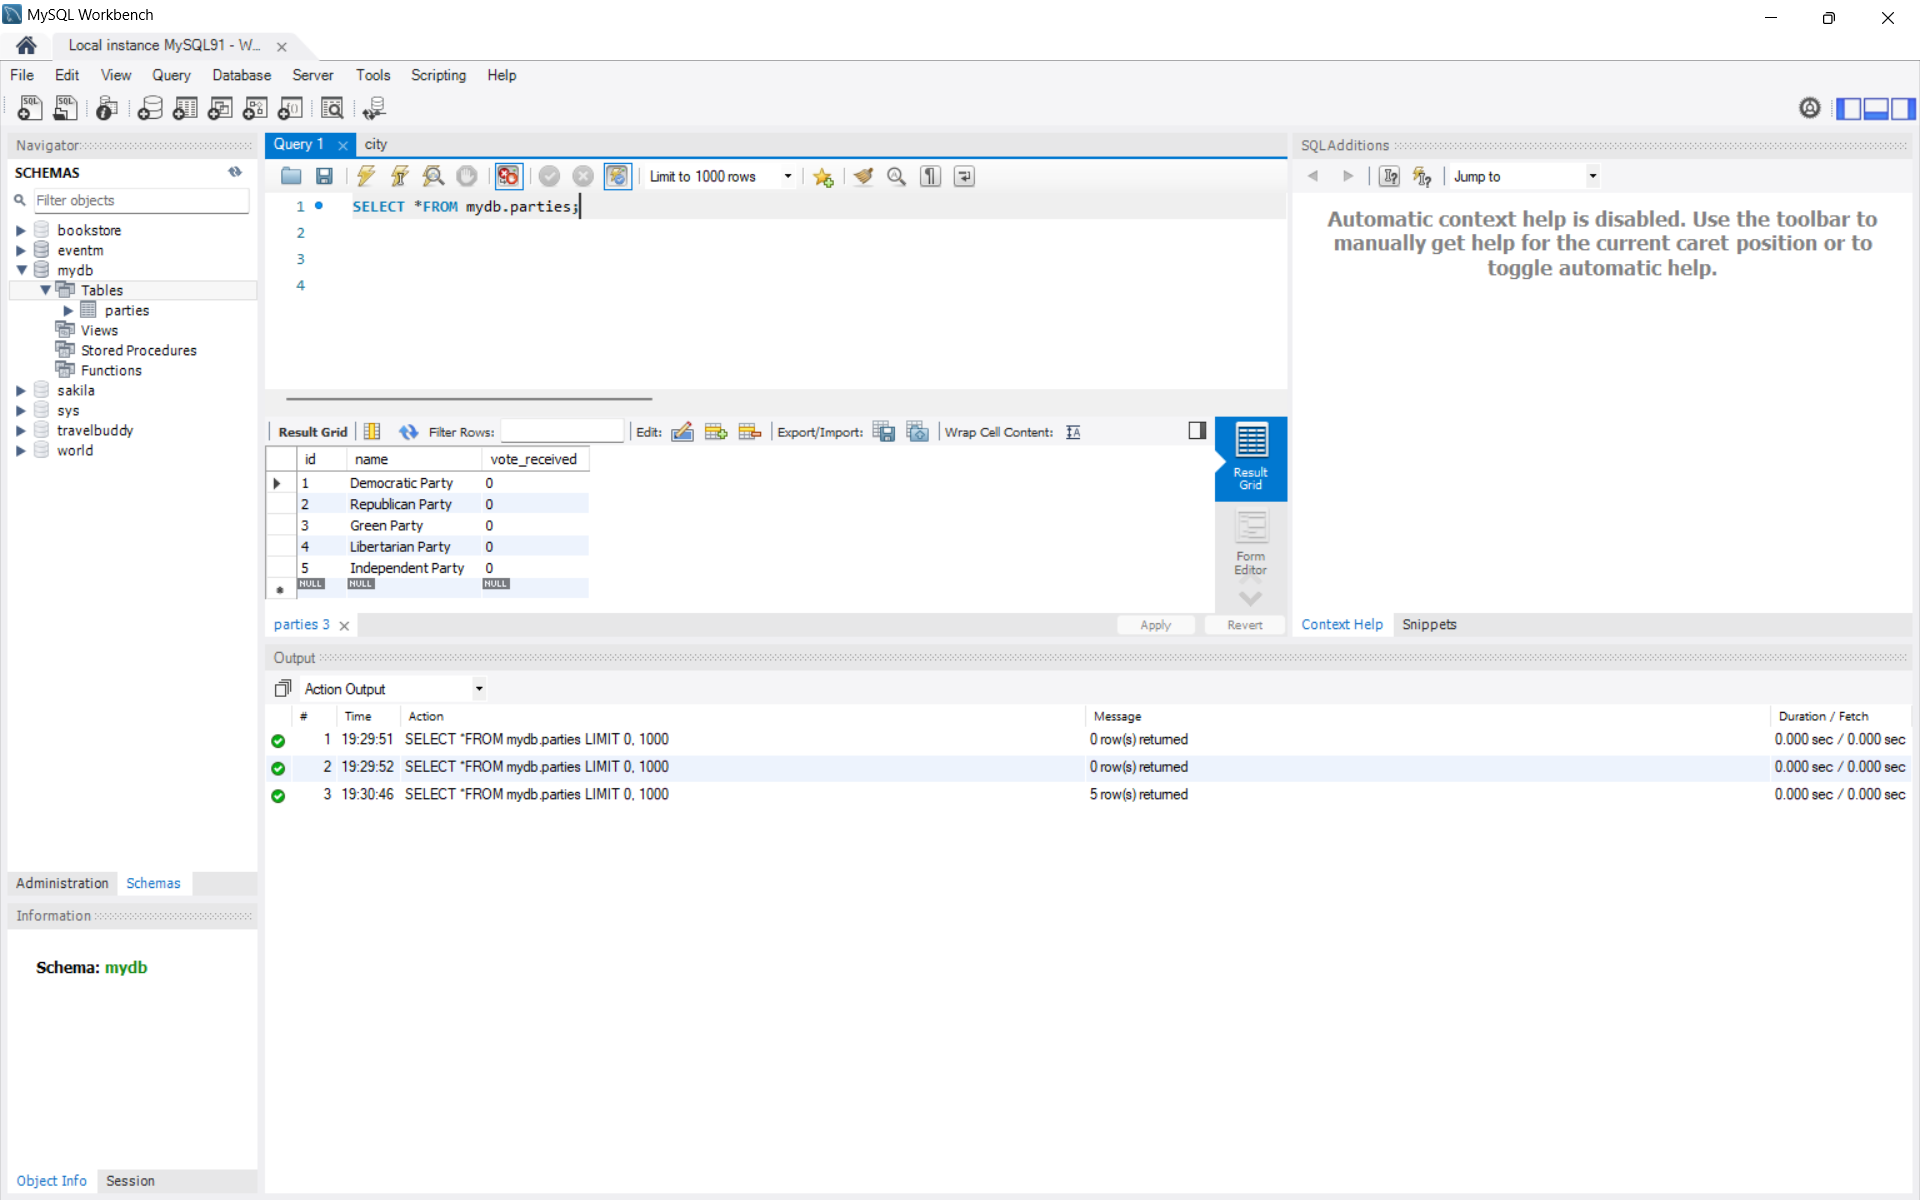 MySQL Workbench
Local instance MySQL91 - W...
File Edit View Query Database Server Tools Scripting Help
Navigator
SCHEMAS
Filter objects
bookstore
eventm
mydb
Tables
parties
Views
Stored Procedures
Functions
sakila
sys
travelbuddy
world
Administration Schemas
Information
Schema: mydb
Object Info Session
Query 1 city
Limit to 1000 rows
1 SELECT *FROM mydb.parties;
2
3
4
Result Grid Filter Rows: Edit: Export/Import: Wrap Cell Content:
id name vote_received
1 Democratic Party 0
2 Republican Party 0
3 Green Party 0
4 Libertarian Party 0
5 Independent Party 0
NULL NULL NULL
Result
Grid
Form
Editor
parties 3 Apply Revert
SQLAdditions
Jump to
Automatic context help is disabled. Use the toolbar to
manually get help for the current caret position or to
toggle automatic help.
Context Help Snippets
Output
Action Output
# Time Action Message Duration / Fetch
1 19:29:51 SELECT *FROM mydb.parties LIMIT 0, 1000 0 row(s) returned 0.000 sec / 0.000 sec
2 19:29:52 SELECT *FROM mydb.parties LIMIT 0, 1000 0 row(s) returned 0.000 sec / 0.000 sec
3 19:30:46 SELECT *FROM mydb.parties LIMIT 0, 1000 5 row(s) returned 0.000 sec / 0.000 sec